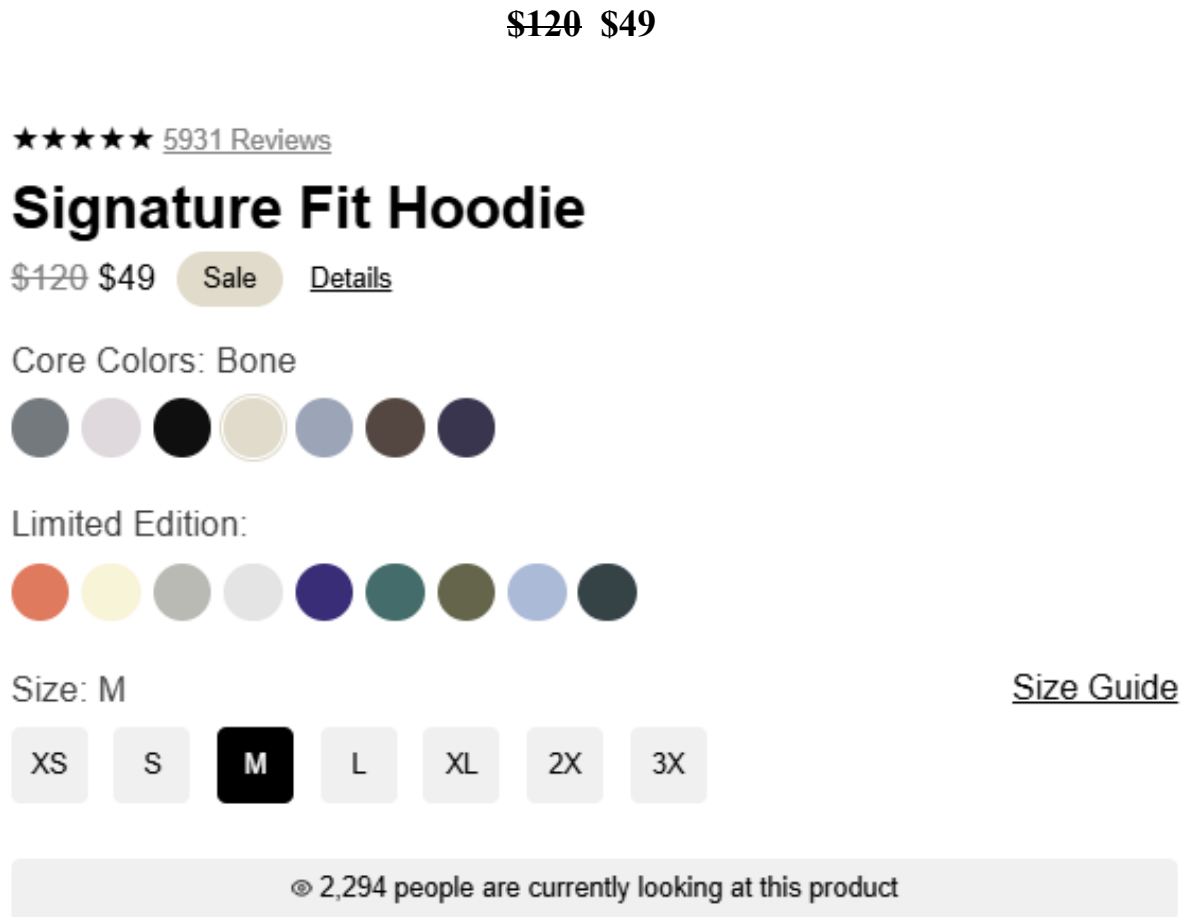 $120 $49
★★★★★ 5931 Reviews
Signature Fit Hoodie
$120 $49 Sale Details
Core Colors: Bone
Limited Edition:
Size: M Size Guide
XS S M L XL 2X 3X
2,294 people are currently looking at this product